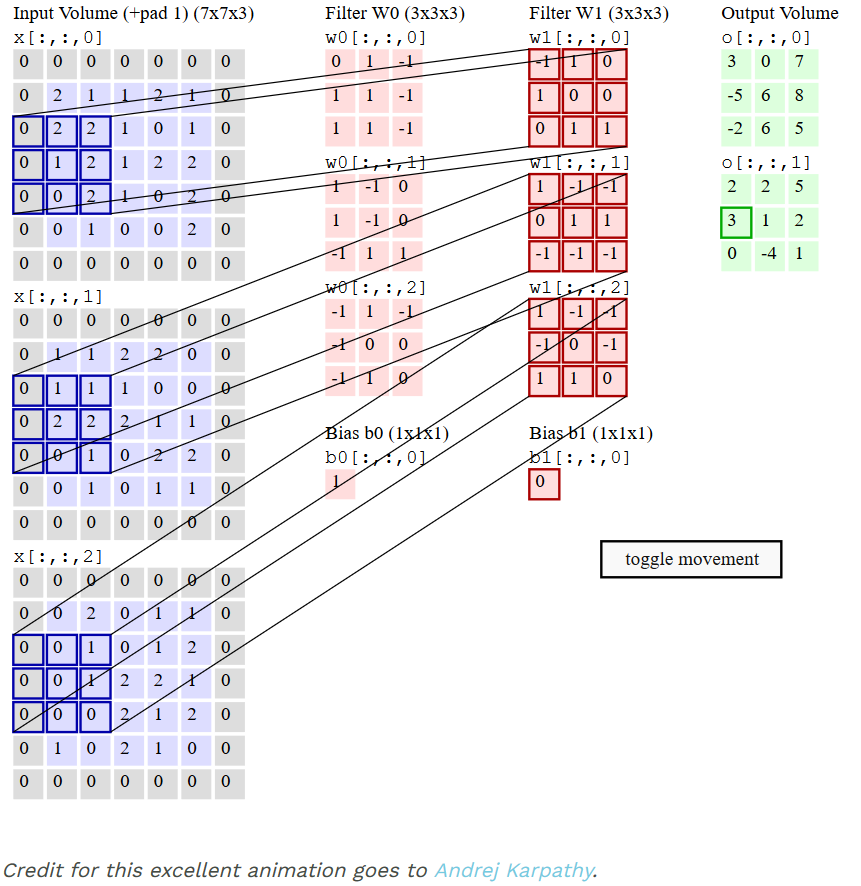 Input Volume (+pad 1) (7x7x3)
x[:,:,0]
0 0 0 0 0 0 0
0 2 1 1 2 1 0
0 2 2 1 0 1 0
0 1 2 1 2 2 0
0 0 2 1 0 2 0
0 0 1 0 0 2 0
0 0 0 0 0 0 0
x[:,:,1]
0 0 0 0 0 0 0
0 1 1 2 2 0 0
0 1 1 1 0 0 0
0 2 2 2 1 1 0
0 0 1 0 2 2 0
0 0 1 0 1 1 0
0 0 0 0 0 0 0
x[:,:,2]
0 0 0 0 0 0 0
0 0 2 0 1 1 0
0 0 1 0 1 2 0
0 0 1 2 2 1 0
0 0 0 2 1 2 0
0 1 0 2 1 0 0
0 0 0 0 0 0 0
Filter W0 (3x3x3)
w0[:,:,0]
0 1 -1
1 1 -1
1 1 -1
w0[:,:,1]
1 -1 0
1 -1 0
-1 1 1
w0[:,:,2]
-1 1 -1
-1 0 0
-1 1 0
Bias b0 (1x1x1)
b0[:,:,0]
1
Filter W1 (3x3x3)
w1[:,:,0]
-1 1 0
1 0 0
0 1 1
w1[:,:,1]
1 -1 -1
0 1 1
-1 -1 -1
w1[:,:,2]
1 -1 -1
-1 0 -1
1 1 0
Bias b1 (1x1x1)
b1[:,:,0]
0
Output Volume
o[:,:,0]
3 0 7
-5 6 8
-2 6 5
o[:,:,1]
2 2 5
3 1 2
0 -4 1
toggle movement
Credit for this excellent animation goes to Andrej Karpathy.